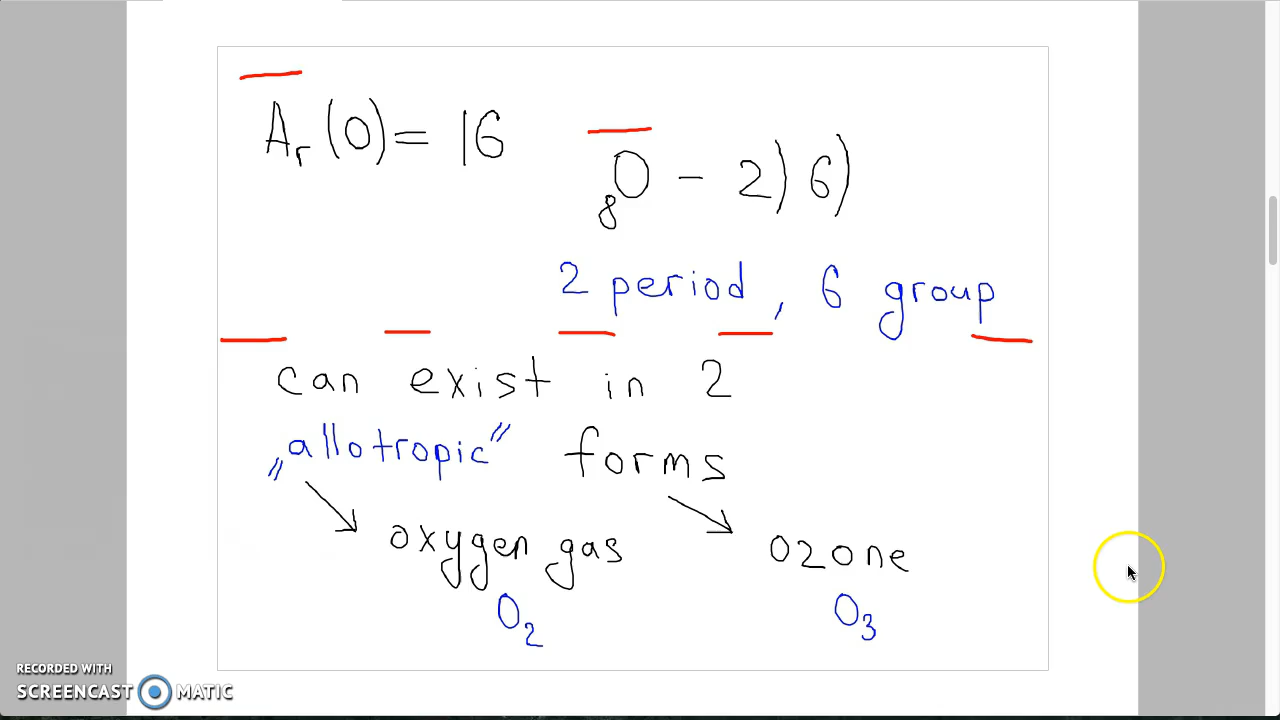 Ar(O) = 16
8O - 2) 6)
2 period, 6 group
can exist in 2
„allotropic” forms
oxygen gas
ozone
O2
O3
RECORDED WITH
SCREENCAST MATIC